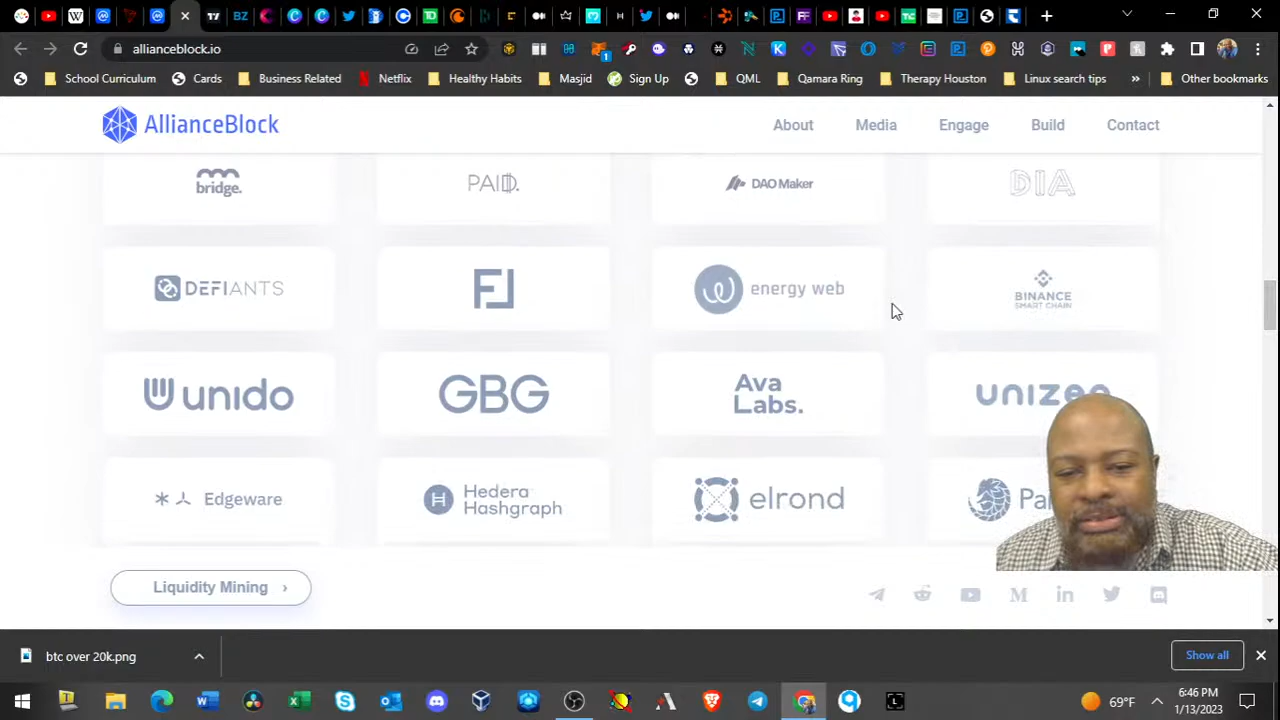 allianceblock.io
School Curriculum
Cards
Business Related
Netflix
Healthy Habits
Masjid
Sign Up
QML
Qamara Ring
Therapy Houston
Linux search tips
»
Other bookmarks
AllianceBlock
About
Media
Engage
Build
Contact
bridge.
PAID.
DAO Maker
DIA
DEFIANTS
energy web
BINANCE
SMART CHAIN
unido
GBG
Ava
Labs.
unizen
Edgeware
Hedera
Hashgraph
elrond
Liquidity Mining ›
btc over 20k.png
Show all
69°F
6:46 PM
1/13/2023